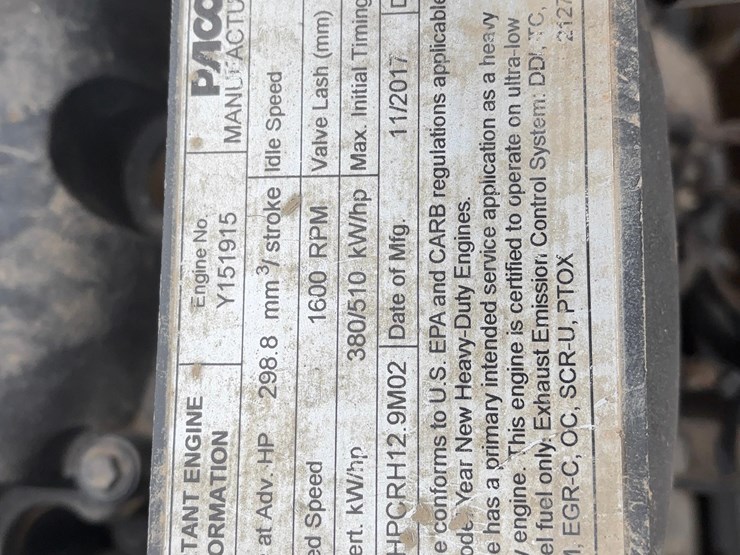 TANT ENGINE
ORMATION
Engine No.
Y151915
PACC
MANUFACTU
at Adv. HP 298.8 mm3/ stroke Idle Speed
ed Speed 1600 RPM Valve Lash (mm)
ert. kW/hp 380/510 kW/hp Max. Initial Timing
HPCRH12.9M02 Date of Mfg. 11/2017
e conforms to U.S. EPA and CARB regulations applicable
ode Year New Heavy-Duty Engines.
e has a primary intended service application as a heavy
engine. This engine is certified to operate on ultra-low
el fuel only. Exhaust Emission Control System: DDI, TC,
, EGR-C, OC, SCR-U, PTOX
2127